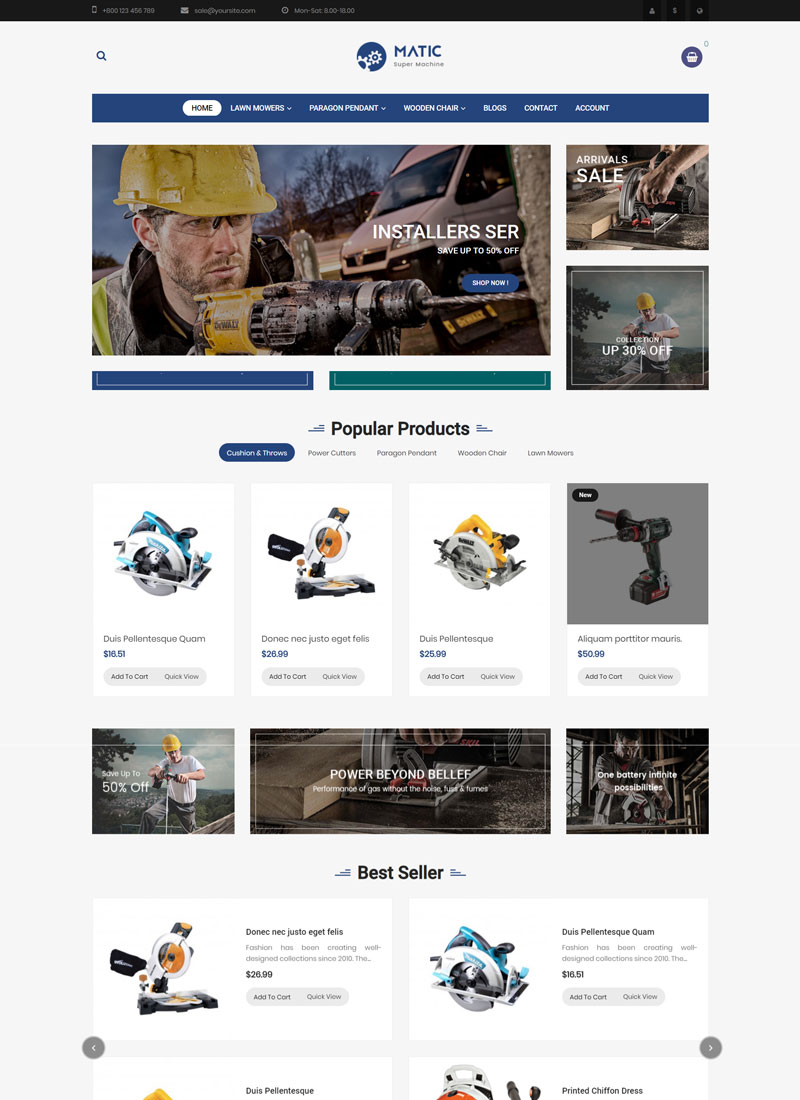 +800 123 456 789
sale@yoursite.com
Mon-Sat: 8.00-18.00
$
MATIC
Super Machine
0
HOME
LAWN MOWERS
PARAGON PENDANT
WOODEN CHAIR
BLOGS
CONTACT
ACCOUNT
INSTALLERS SER
SAVE UP TO 50% OFF
SHOP NOW !
DEWALT
ARRIVALS
SALE
COLLECTION
UP 30% OFF
Popular Products
Cushion & Throws
Power Cutters
Paragon Pendant
Wooden Chair
Lawn Mowers
New
Duis Pellentesque Quam
$16.51
Add To Cart
Quick View
Donec nec justo eget felis
$26.99
Add To Cart
Quick View
Duis Pellentesque
$25.99
Add To Cart
Quick View
Aliquam porttitor mauris.
$50.99
Add To Cart
Quick View
Save Up To
50% Off
SKIL
POWER BEYOND BELLEF
Performance of gas without the noise, fuss & fumes
One battery infinite
possibilities
Best Seller
Donec nec justo eget felis
Fashion has been creating well-
designed collections since 2010. The...
$26.99
Add To Cart
Quick View
Duis Pellentesque Quam
Fashion has been creating well-
designed collections since 2010. The...
$16.51
Add To Cart
Quick View
Duis Pellentesque
Printed Chiffon Dress